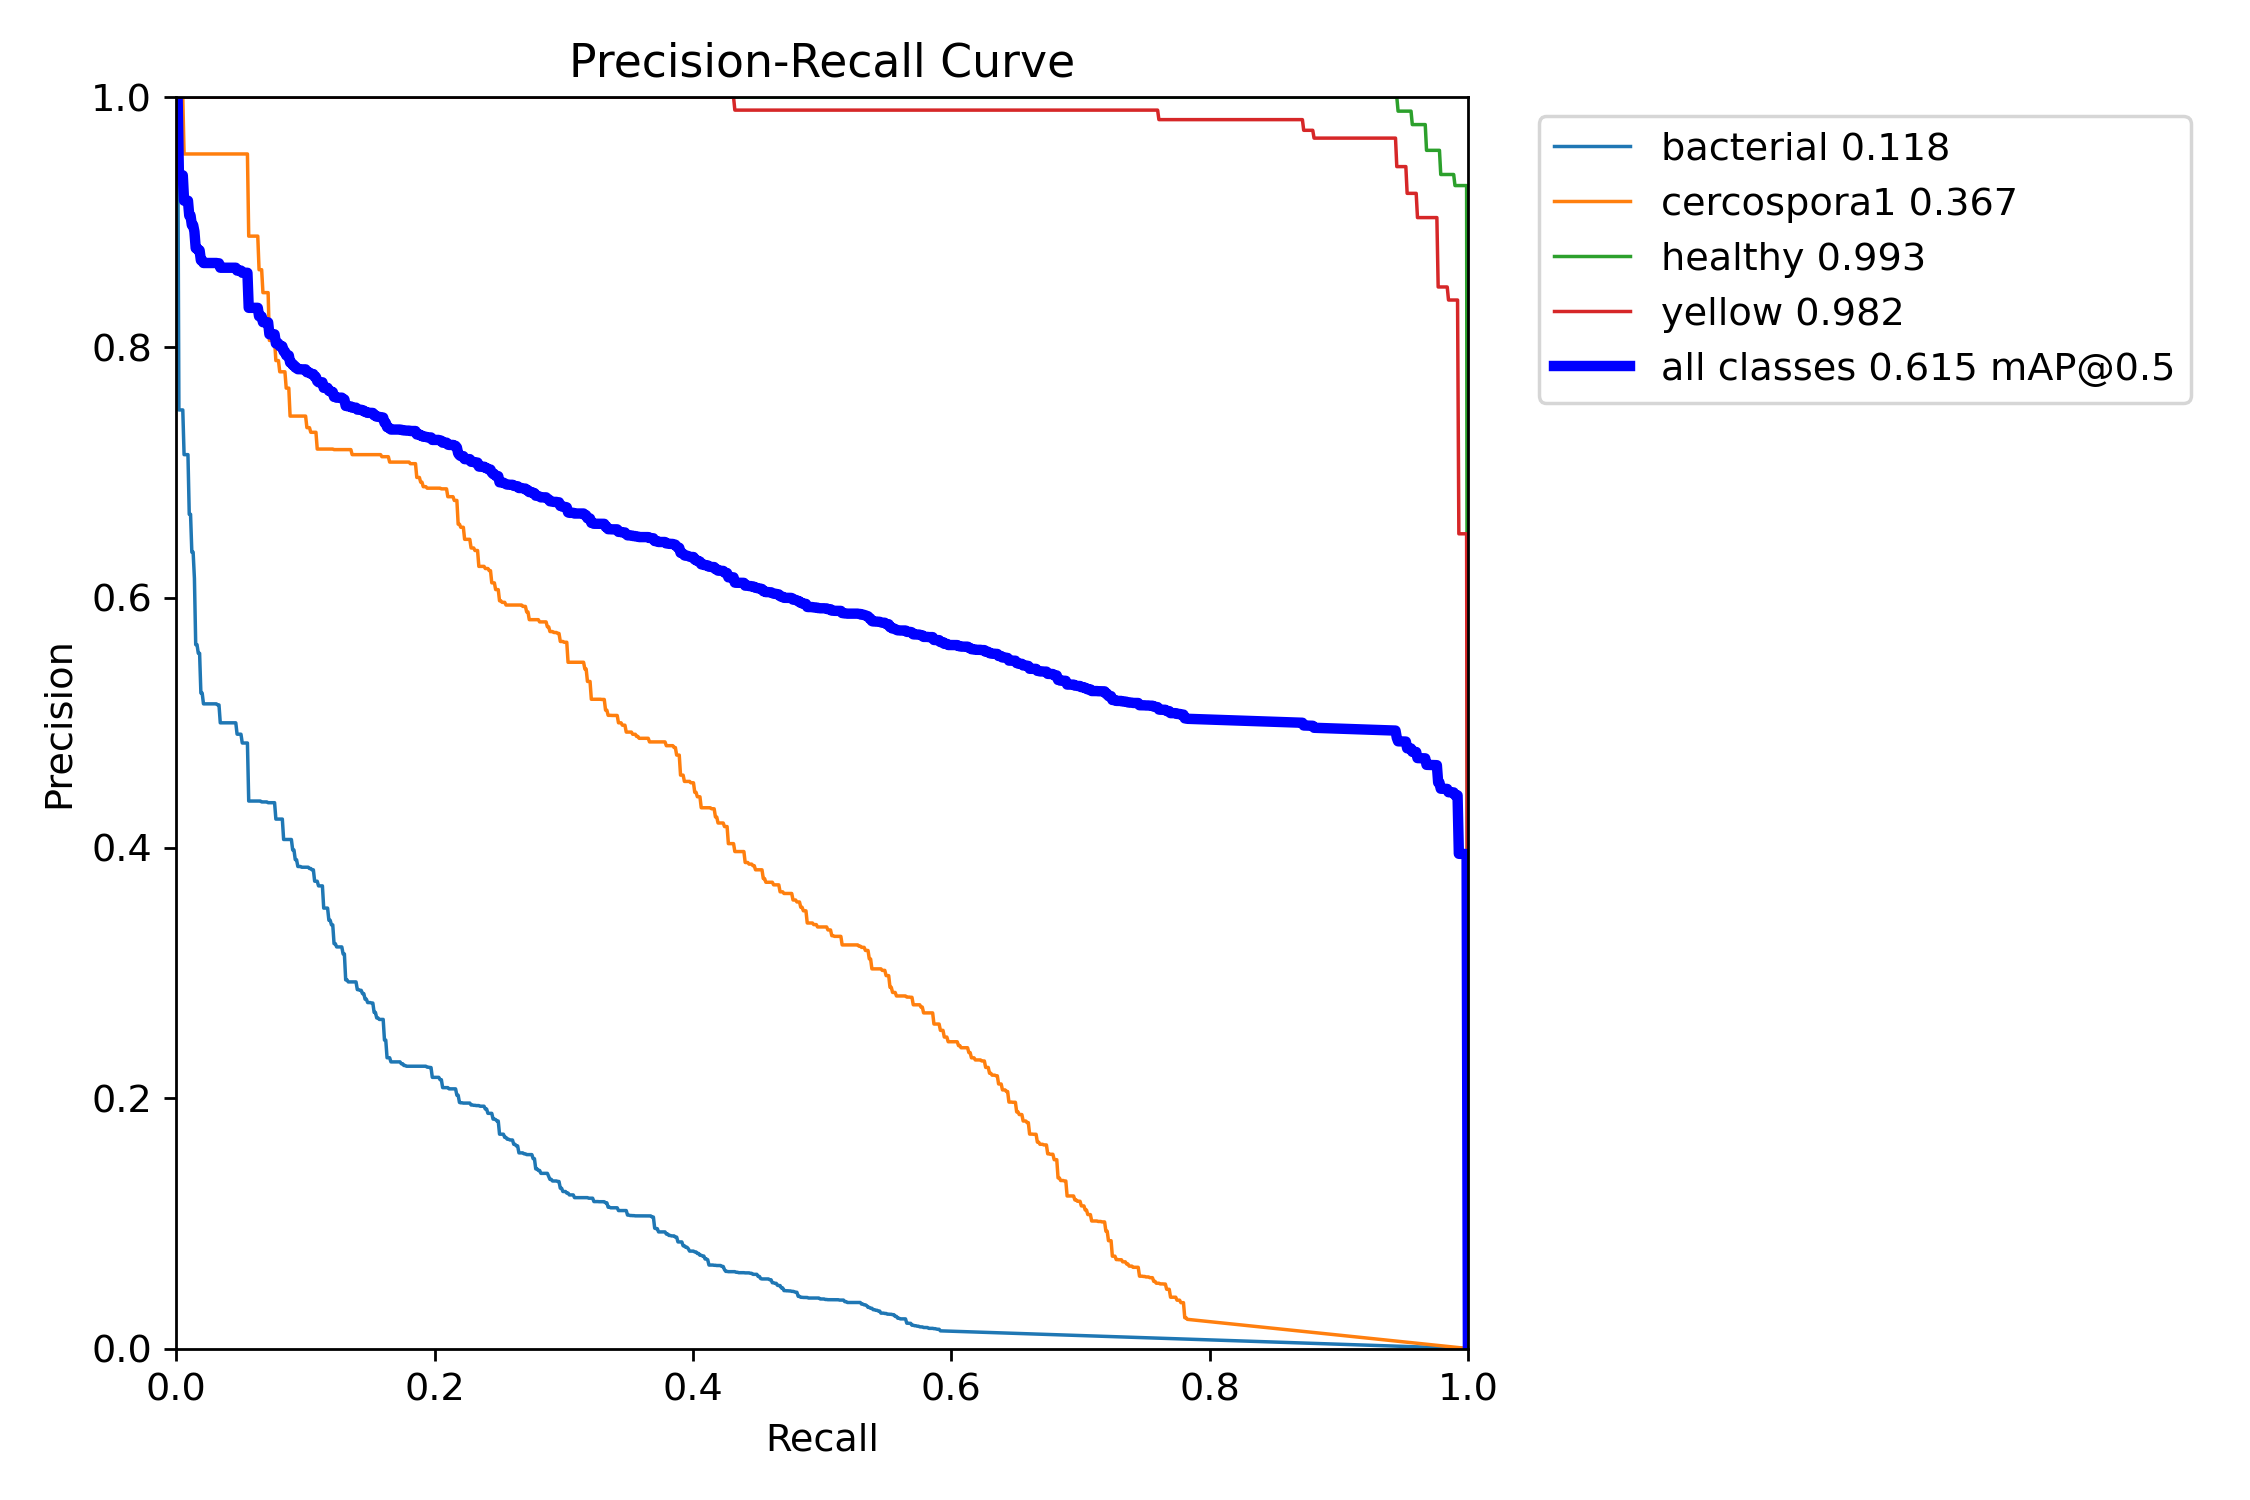 Precision-Recall Curve
1.0
0.8
0.6
0.4
0.2
0.0
Precision
0.0 0.2 0.4 0.6 0.8 1.0
Recall
bacterial 0.118
cercospora1 0.367
healthy 0.993
yellow 0.982
all classes 0.615 mAP@0.5